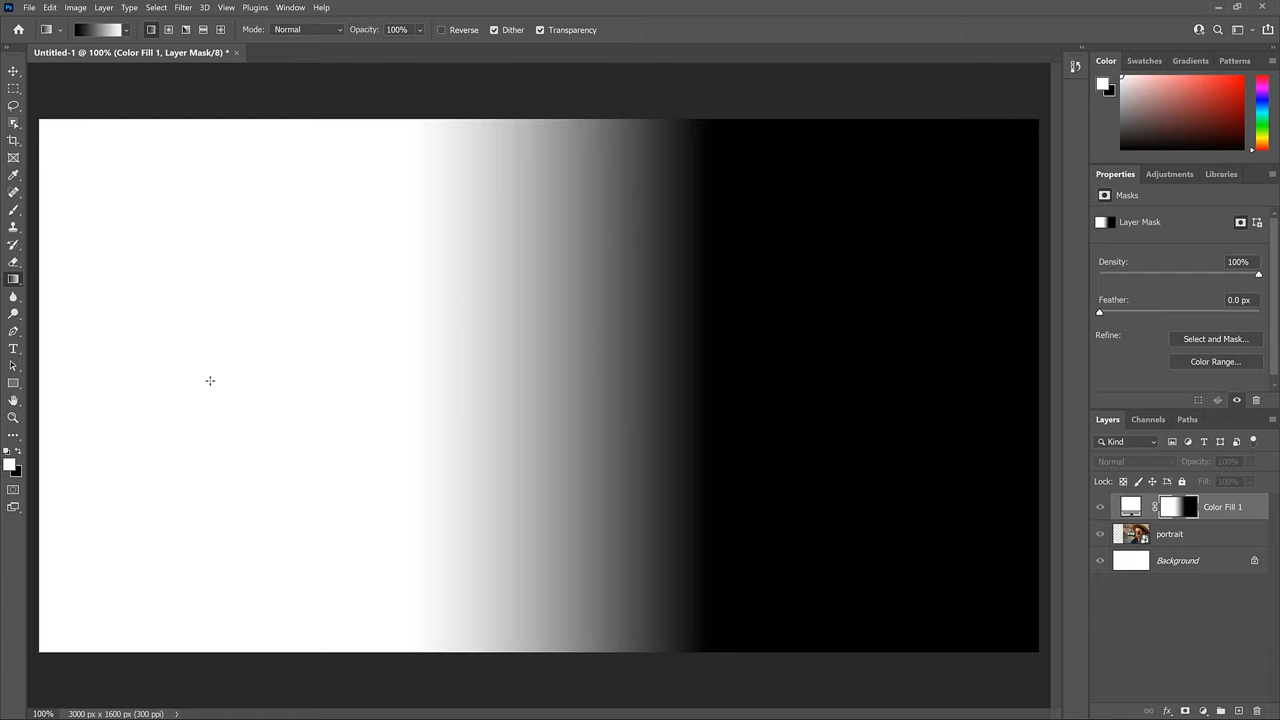 Ps File Edit Image Layer Type Select Filter 3D View Plugins Window Help
Mode: Normal Opacity: 100% Reverse Dither Transparency
Untitled-1 @ 100% (Color Fill 1, Layer Mask/8) * ×
Color Swatches Gradients Patterns
Properties Adjustments Libraries
Masks
Layer Mask
Density: 100%
Feather: 0.0 px
Refine: Select and Mask...
Color Range...
Layers Channels Paths
Kind
Normal Opacity: 100%
Lock: Fill: 100%
Color Fill 1
portrait
Background
100% 3000 px x 1600 px (300 ppi)